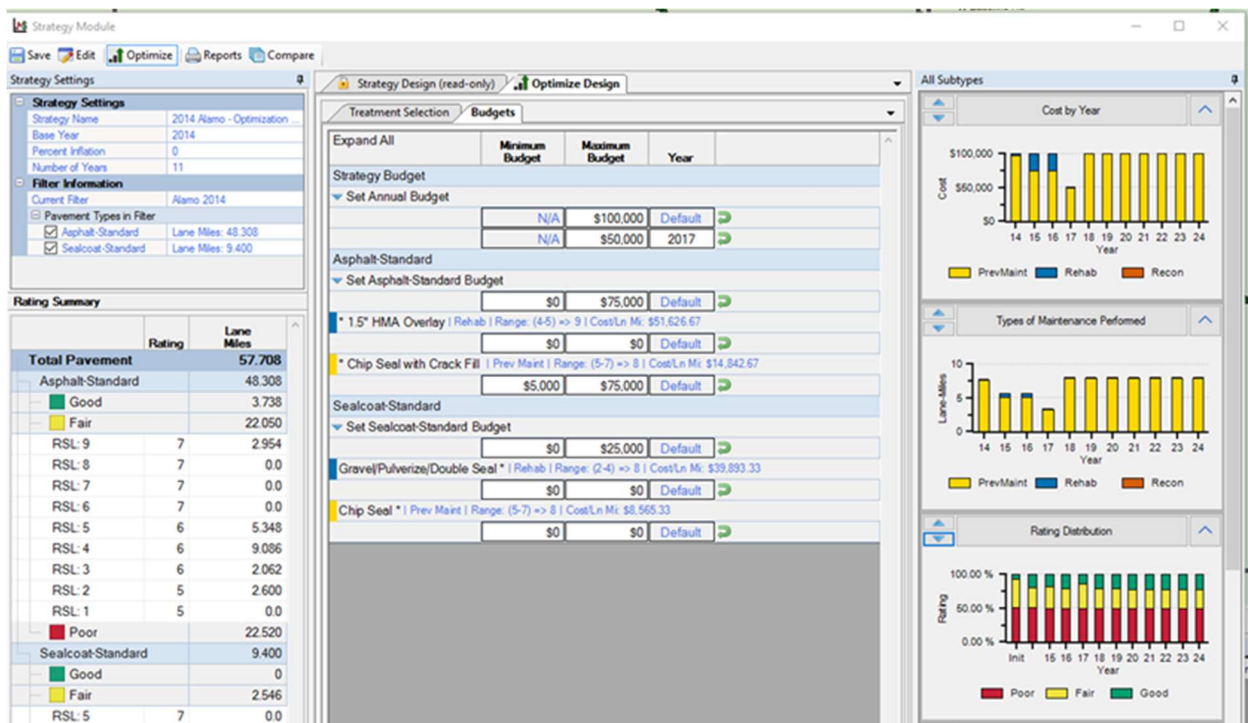 Strategy Module
Save Edit Optimize Reports Compare
Strategy Settings
Strategy Settings
Strategy Name 2014 Alamo - Optimization ...
Base Year 2014
Percent Inflation 0
Number of Years 11
Filter Information
Current Filter Alamo 2014
Pavement Types in Filter
Asphalt-Standard Lane Miles: 48.308
Sealcoat-Standard Lane Miles: 9.400
Rating Summary
Rating Lane Miles
Total Pavement 57.708
Asphalt-Standard 48.308
Good 3.738
Fair 22.050
RSL: 9 7 2.954
RSL: 8 7 0.0
RSL: 7 7 0.0
RSL: 6 7 0.0
RSL: 5 6 5.348
RSL: 4 6 9.086
RSL: 3 6 2.062
RSL: 2 5 2.600
RSL: 1 5 0.0
Poor 22.520
Sealcoat-Standard 9.400
Good 0
Fair 2.546
RSL: 5 7 0.0
Strategy Design (read-only) Optimize Design
Treatment Selection Budgets
Expand All Minimum Budget Maximum Budget Year
Strategy Budget
Set Annual Budget
N/A $100,000 Default
N/A $50,000 2017
Asphalt-Standard
Set Asphalt-Standard Budget
$0 $75,000 Default
* 1.5" HMA Overlay | Rehab | Range: (4-5) => 9 | Cost/Ln Mi: $51,626.67
$0 $0 Default
* Chip Seal with Crack Fill | Prev Maint | Range: (5-7) => 8 | Cost/Ln Mi: $14,842.67
$5,000 $75,000 Default
Sealcoat-Standard
Set Sealcoat-Standard Budget
$0 $25,000 Default
Gravel/Pulverize/Double Seal * | Rehab | Range: (2-4) => 8 | Cost/Ln Mi: $39,893.33
$0 $0 Default
Chip Seal * | Prev Maint | Range: (5-7) => 8 | Cost/Ln Mi: $8,565.33
$0 $0 Default
All Subtypes
Cost by Year
Cost
$100,000
$50,000
$0
14 15 16 17 18 19 20 21 22 23 24
Year
PrevMaint Rehab Recon
Types of Maintenance Performed
Lane-Miles
10
5
0
14 15 16 17 18 19 20 21 22 23 24
Year
PrevMaint Rehab Recon
Rating Distribution
Rating
100.00 %
50.00 %
0.00 %
Init 15 16 17 18 19 20 21 22 23 24
Year
Poor Fair Good